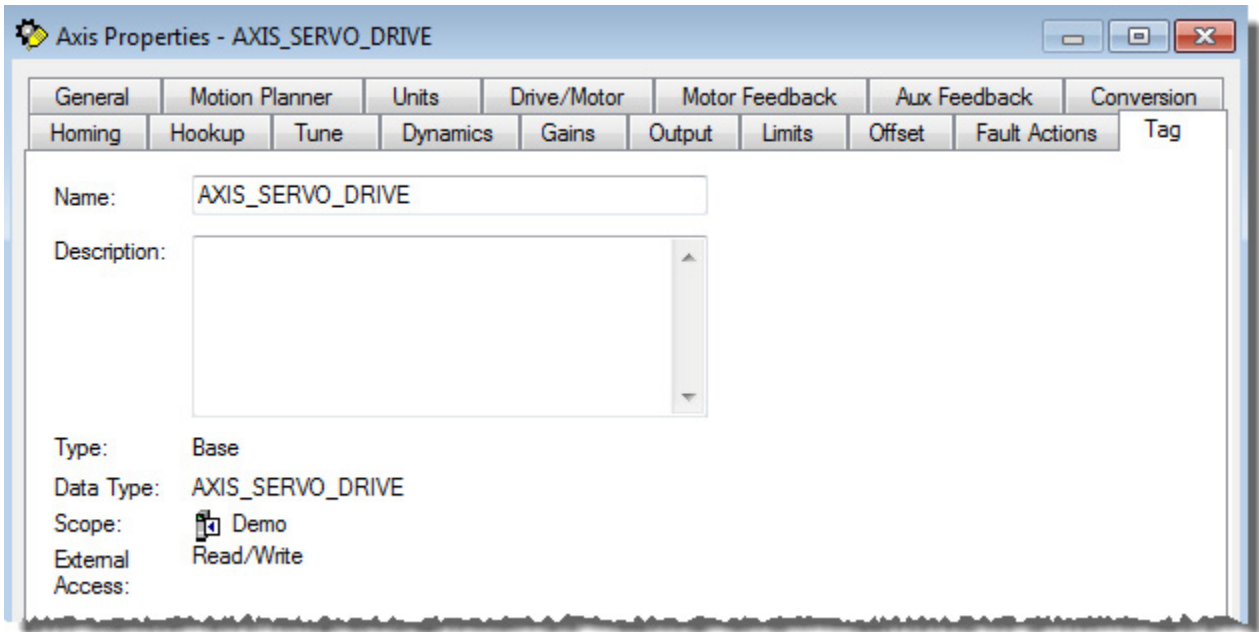 Axis Properties - AXIS_SERVO_DRIVE
General Motion Planner Units Drive/Motor Motor Feedback Aux Feedback Conversion
Homing Hookup Tune Dynamics Gains Output Limits Offset Fault Actions Tag
Name: AXIS_SERVO_DRIVE
Description:
Type: Base
Data Type: AXIS_SERVO_DRIVE
Scope: Demo
External Read/Write
Access: